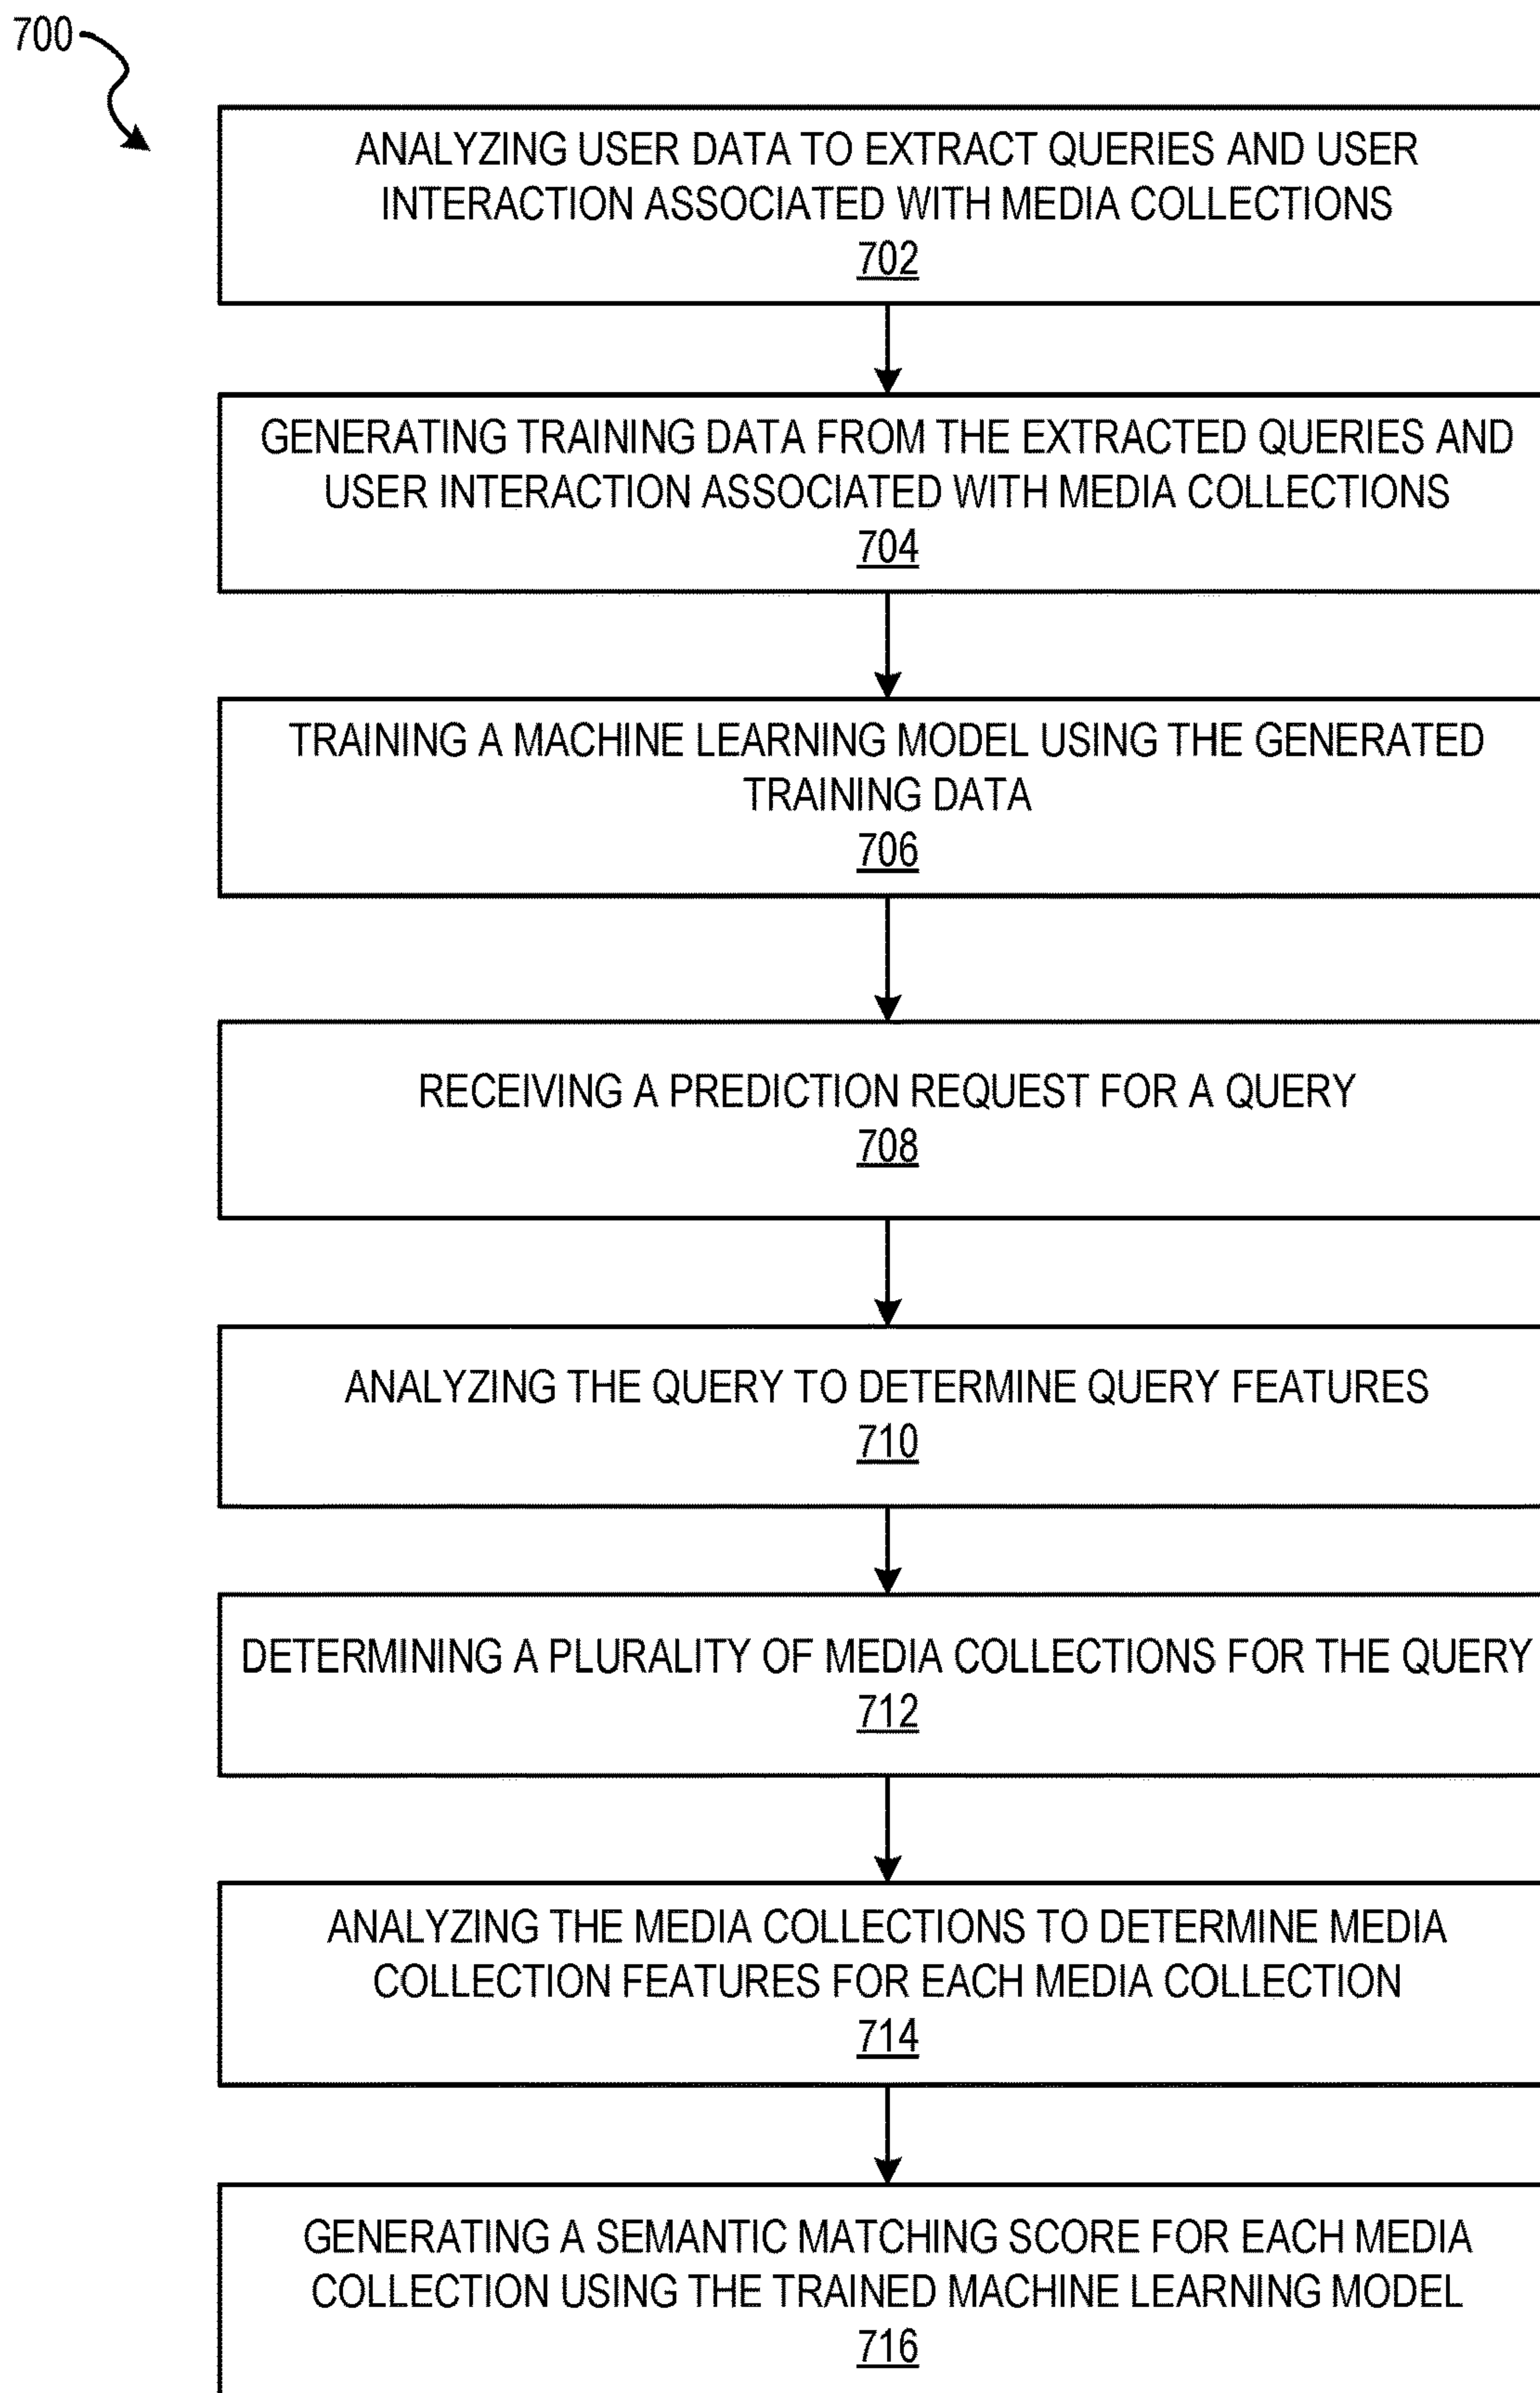 700
ANALYZING USER DATA TO EXTRACT QUERIES AND USER
INTERACTION ASSOCIATED WITH MEDIA COLLECTIONS
702
GENERATING TRAINING DATA FROM THE EXTRACTED QUERIES AND
USER INTERACTION ASSOCIATED WITH MEDIA COLLECTIONS
704
TRAINING A MACHINE LEARNING MODEL USING THE GENERATED
TRAINING DATA
706
RECEIVING A PREDICTION REQUEST FOR A QUERY
708
ANALYZING THE QUERY TO DETERMINE QUERY FEATURES
710
DETERMINING A PLURALITY OF MEDIA COLLECTIONS FOR THE QUERY
712
ANALYZING THE MEDIA COLLECTIONS TO DETERMINE MEDIA
COLLECTION FEATURES FOR EACH MEDIA COLLECTION
714
GENERATING A SEMANTIC MATCHING SCORE FOR EACH MEDIA
COLLECTION USING THE TRAINED MACHINE LEARNING MODEL
716